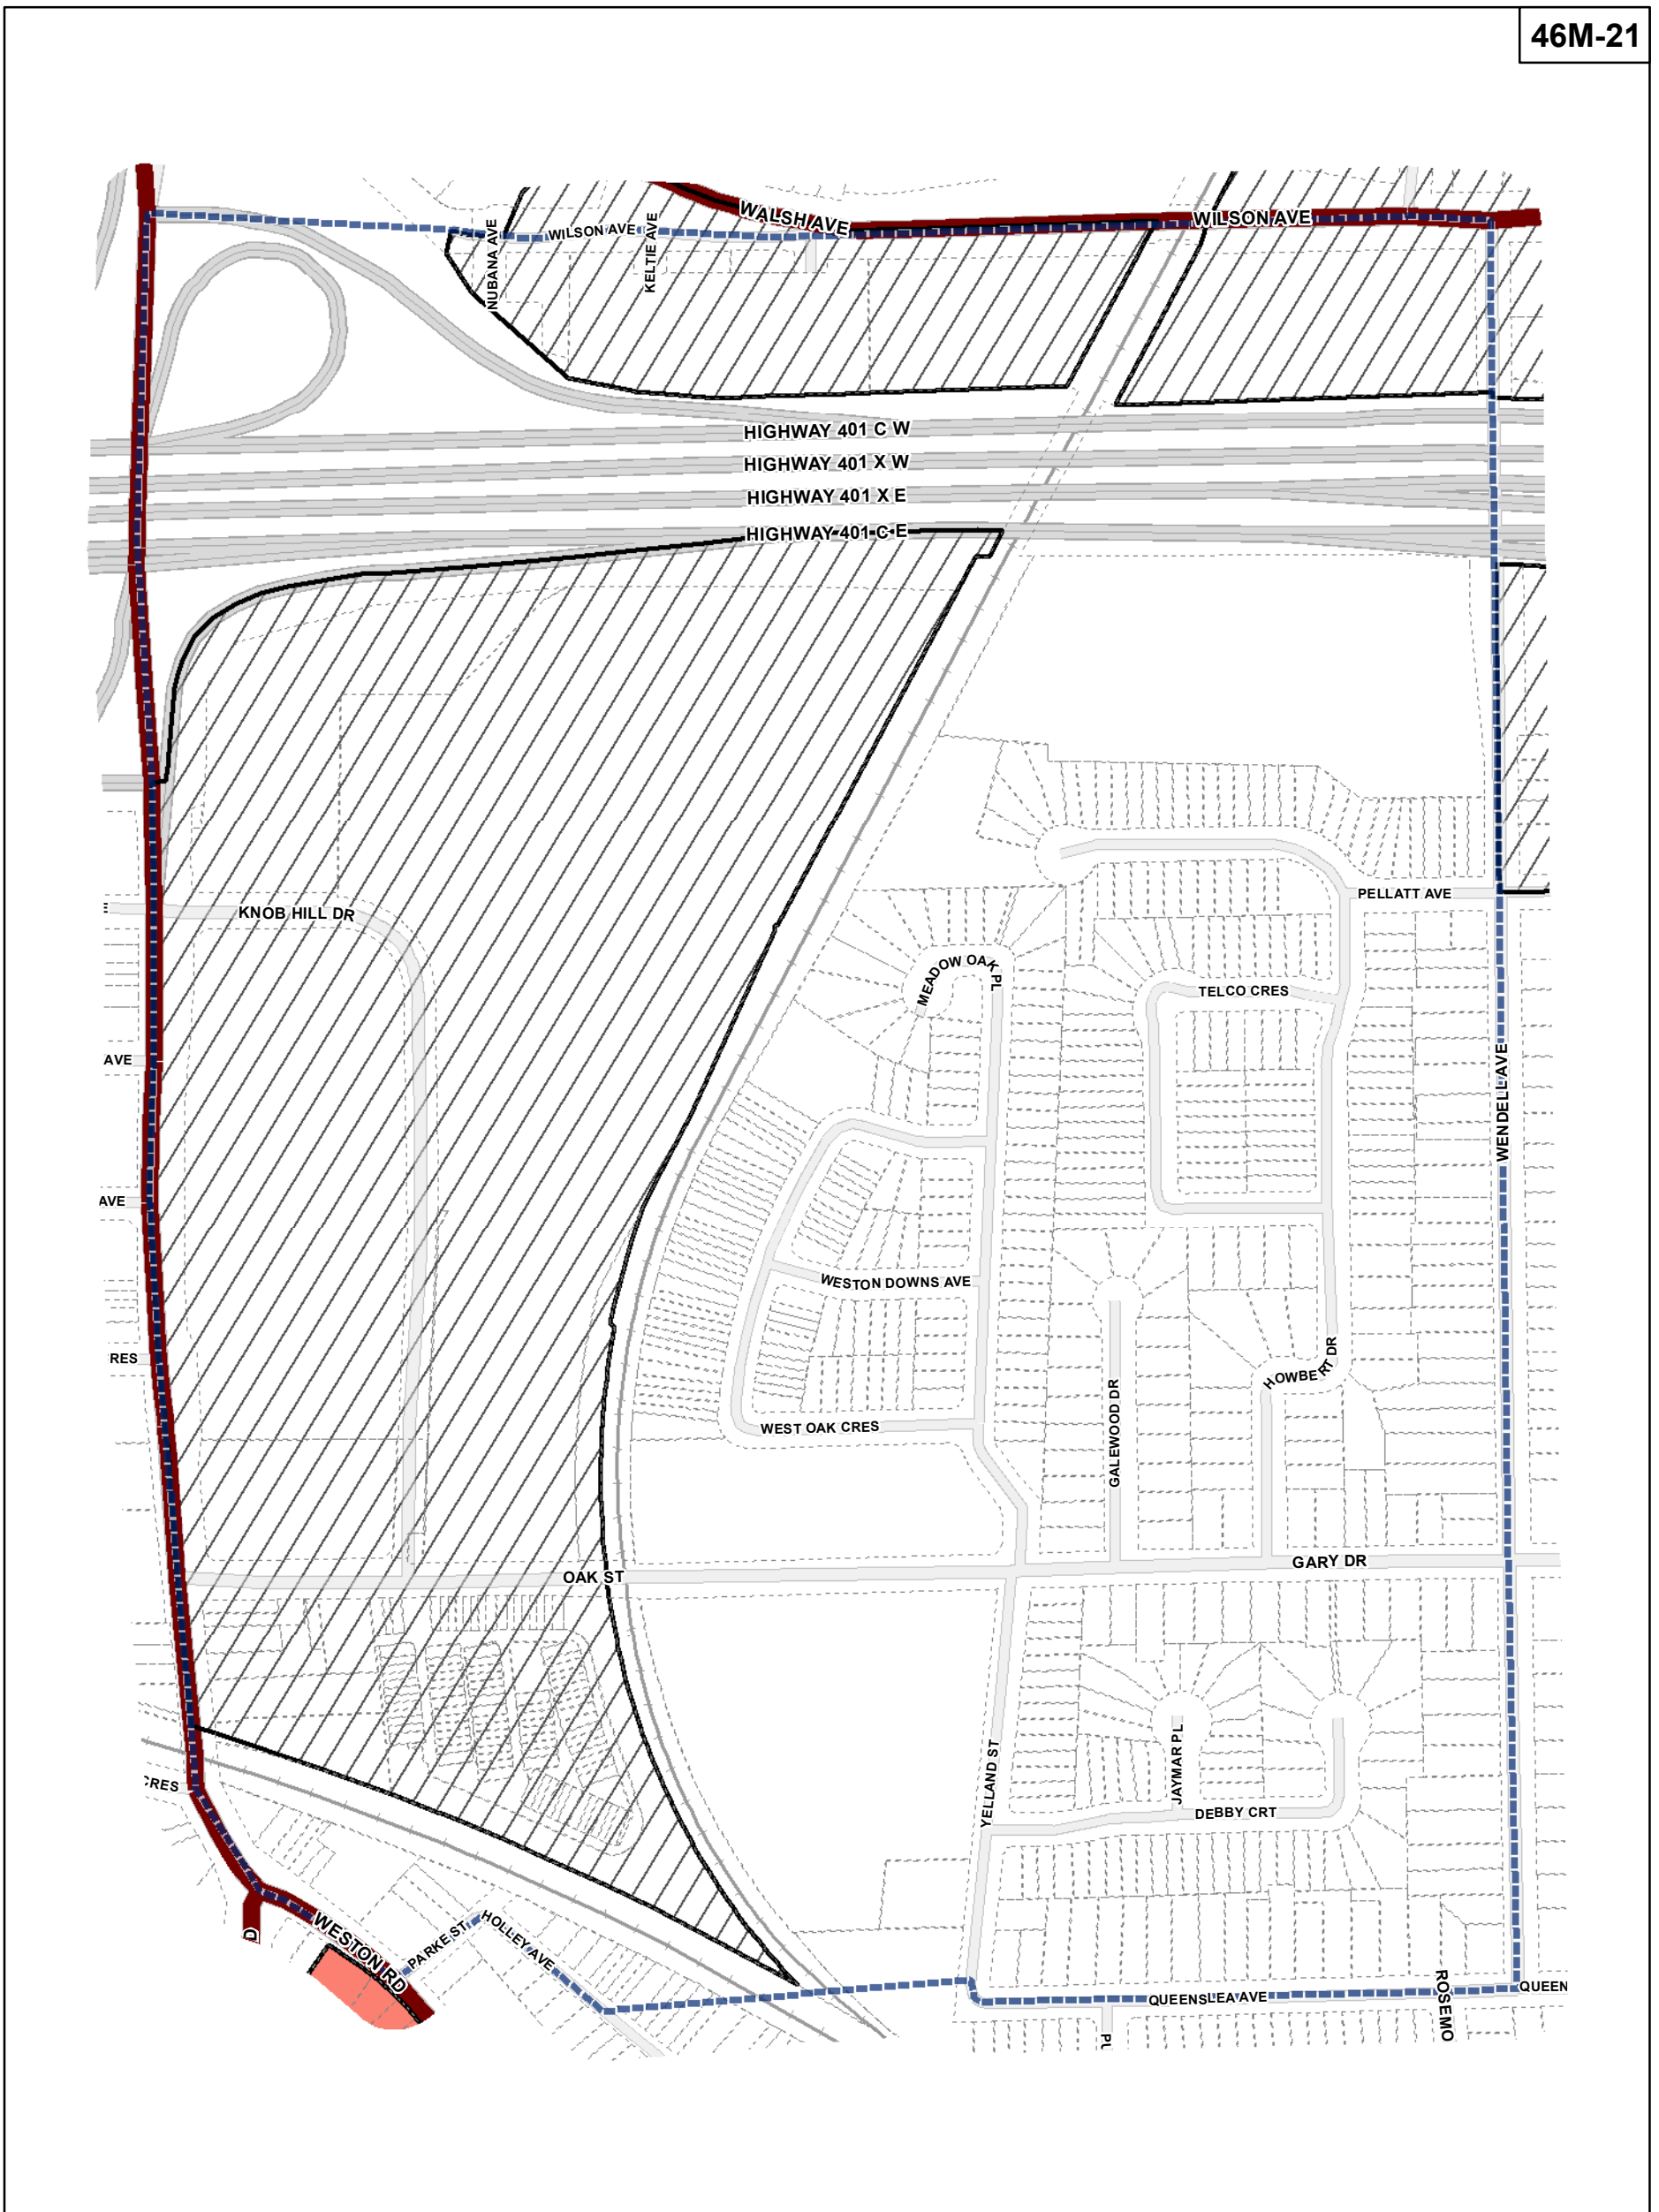 46M-21
WALSH AVE
WILSON AVE
NUBANA AVE
WILSON AVE
KELTIE AVE
HIGHWAY 401 C W
HIGHWAY 401 X W
HIGHWAY 401 X E
HIGHWAY 401 C E
PELLATT AVE
KNOB HILL DR
MEADOW OAK PL
TELCO CRES
AVE
WENDELL AVE
AVE
WESTON DOWNS AVE
RES
HOWBERT DR
GALEWOOD DR
WEST OAK CRES
GARY DR
OAK ST
YELLAND ST
JAYMAR PL
CRES
DEBBY CRT
D
WESTON RD
PARKE ST
HOLLEY AVE
QUEENSLEA AVE
ROSEMO
QUEEN
PL